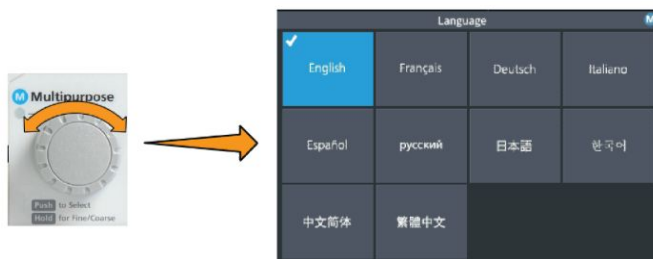 Language
M
English
Français
Deutsch
Italiano
Español
русский
日本語
한국어
中文简体
繁體中文
M Multipurpose
Push to Select
Hold for Fine/Coarse